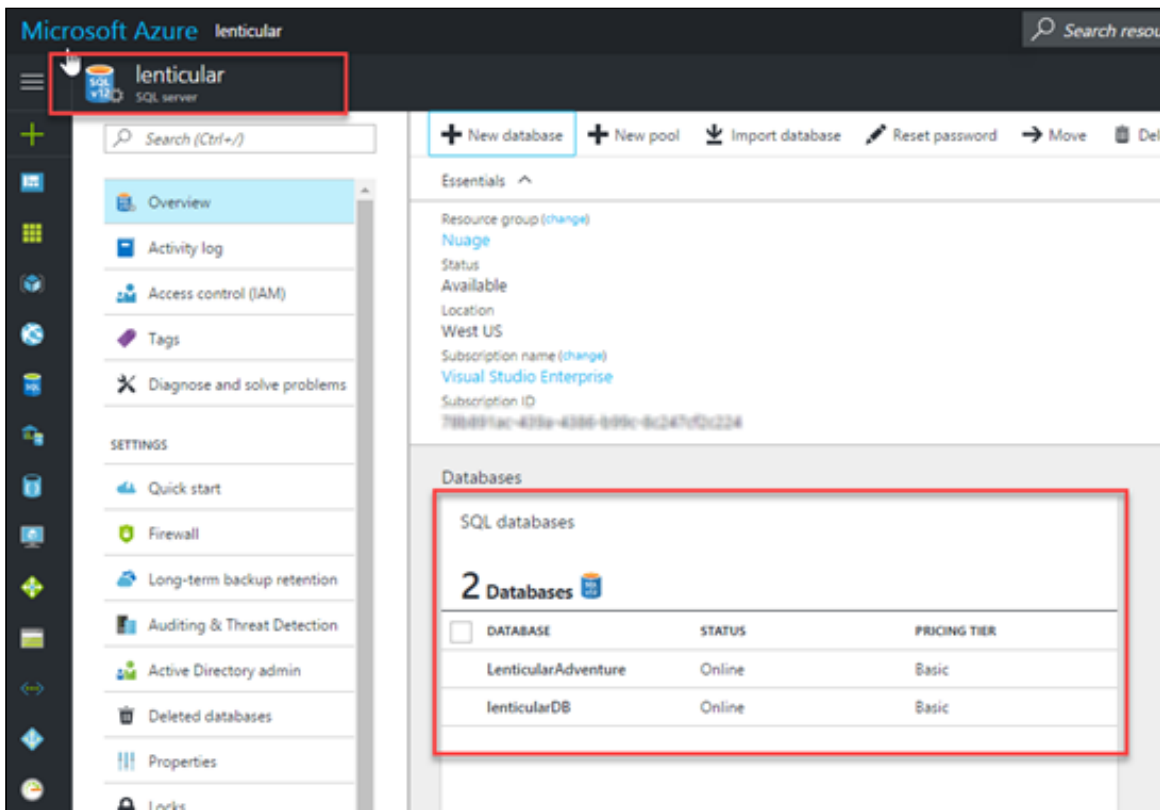 Microsoft Azure lenticular
Search resou
lenticular
SQL server
Search (Ctrl+/)
Overview
Activity log
Access control (IAM)
Tags
Diagnose and solve problems
SETTINGS
Quick start
Firewall
Long-term backup retention
Auditing & Threat Detection
Active Directory admin
Deleted databases
Properties
Locks
New database New pool Import database Reset password Move Del
Essentials
Resource group (change)
Nuage
Status
Available
Location
West US
Subscription name (change)
Visual Studio Enterprise
Subscription ID
Databases
SQL databases
2 Databases
DATABASE STATUS PRICING TIER
LenticularAdventure Online Basic
lenticularDB Online Basic